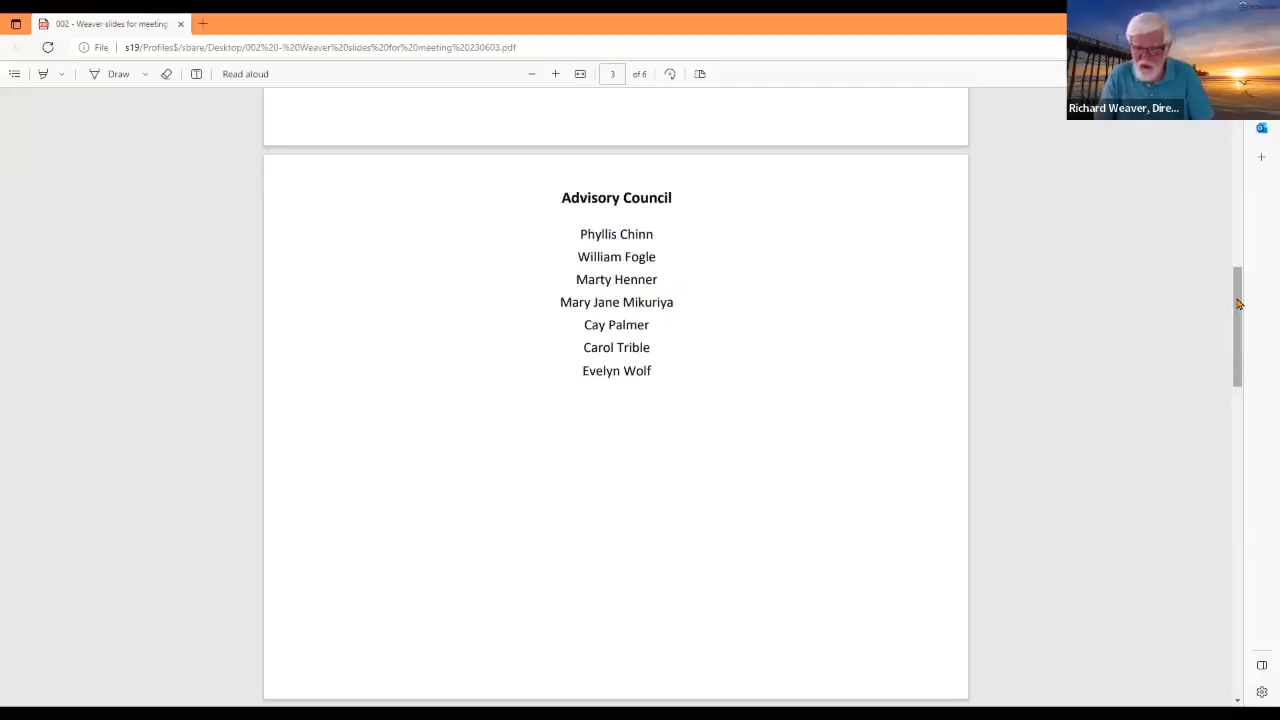 002 - Weaver slides for meeting
File
s19/Profiles$/sbare/Desktop/002%20-%20Weaver%20slides%20for%20meeting%20230603.pdf
Draw
Read aloud
3 of 6
Richard Weaver, Dire...
Advisory Council
Phyllis Chinn
William Fogle
Marty Henner
Mary Jane Mikuriya
Cay Palmer
Carol Trible
Evelyn Wolf